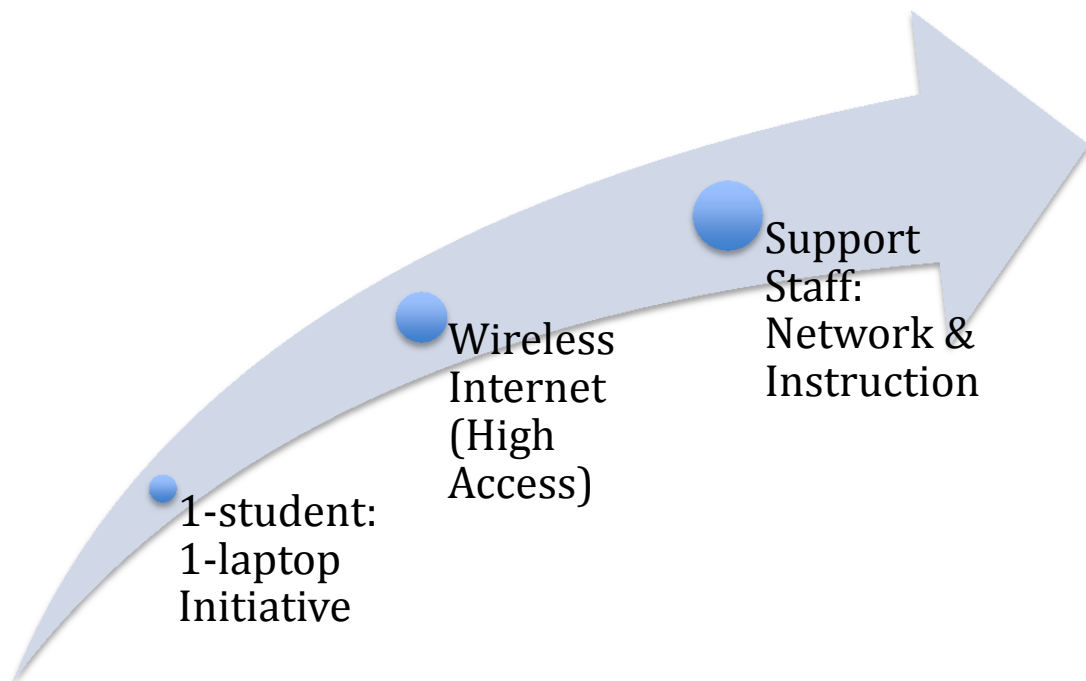 1-student:
1-laptop
Initiative
Wireless
Internet
(High
Access)
Support
Staff:
Network &
Instruction